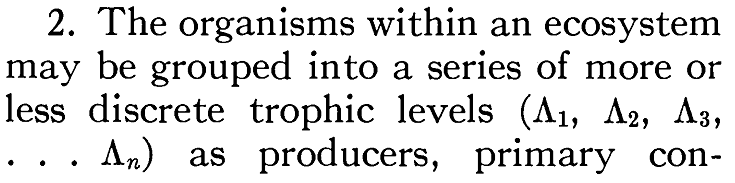 2. The organisms within an ecosystem
may be grouped into a series of more or
less discrete trophic levels (Λ₁, Λ₂, Λ₃,
. . . Λₙ) as producers, primary con-